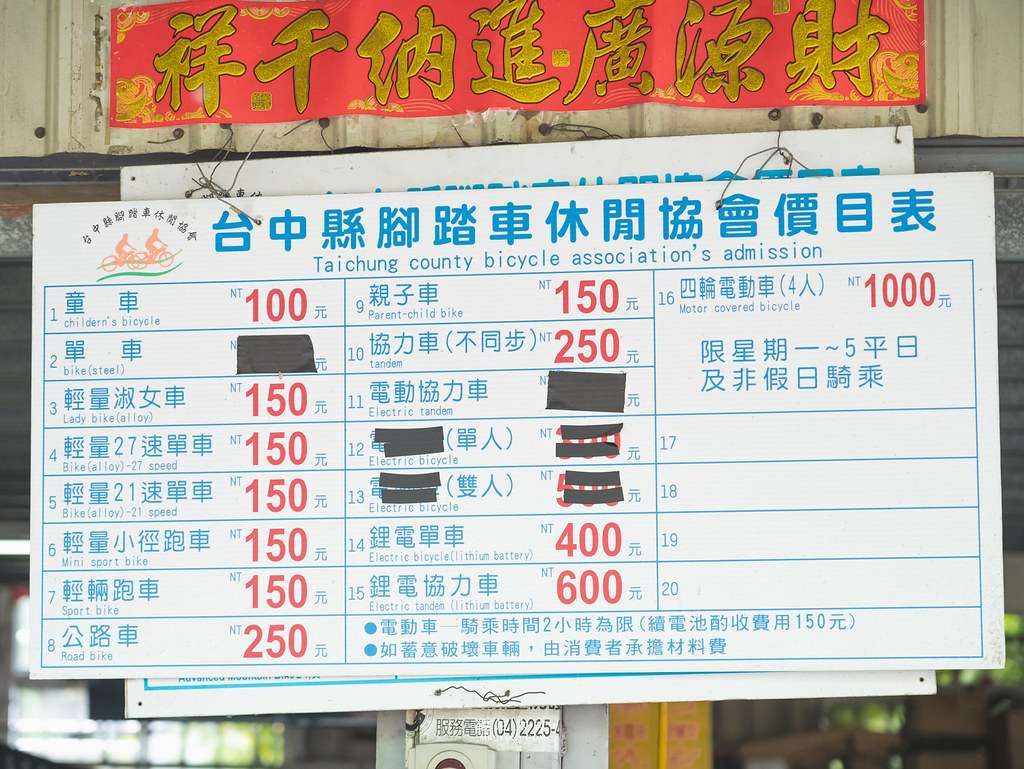 祥千納進廣源財
台中縣腳踏車休閒協會
台中縣腳踏車休閒協會價目表
Taichung county bicycle association's admission
1 童 車 NT 100 元
childern's bicycle
2 單 車 元
bike(steel)
3 輕量淑女車 NT 150 元
Lady bike(alloy)
4 輕量27速單車 NT 150 元
Bike(alloy)-27 speed
5 輕量21速單車 NT 150 元
Bike(alloy)-21 speed
6 輕量小徑跑車 NT 150 元
Mini sport bike
7 輕輛跑車 NT 150 元
Sport bike
8 公路車 NT 250 元
Road bike
9 親子車 NT 150 元
Parent-child bike
10 協力車(不同步) NT 250 元
tandem
11 電動協力車 NT 元
Electric tandem
12 (單人) NT 元
Electric bicycle
13 (雙人) NT 元
Electric bicycle
14 鋰電單車 NT 400 元
Electric bicycle(lithium battery)
15 鋰電協力車 NT 600 元
Electric tandem (lithium battery)
16 四輪電動車(4人) NT 1000元
Motor covered bicycle
限星期一~5平日
及非假日騎乘
17
18
19
20
●電動車—騎乘時間2小時為限(續電池酌收費用150元)
●如蓄意破壞車輛，由消費者承擔材料費
服務電話 (04) 2225-4